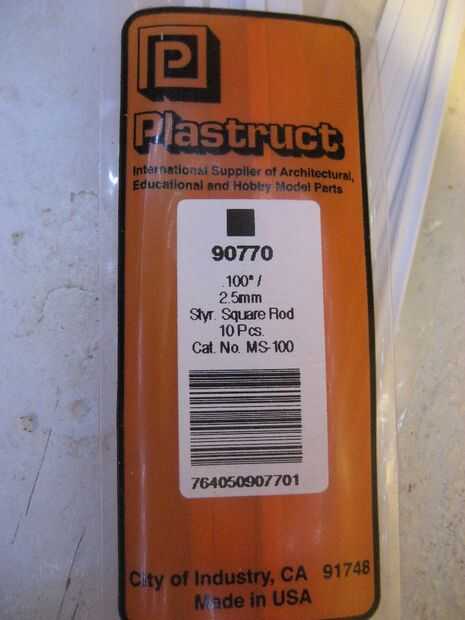 P
Plastruct
International Supplier of Architectural,
Educational and Hobby Model Parts
90770
.100" /
2.5mm
Styr. Square Rod
10 Pcs.
Cat. No. MS-100
764050907701
City of Industry, CA 91748
Made in USA